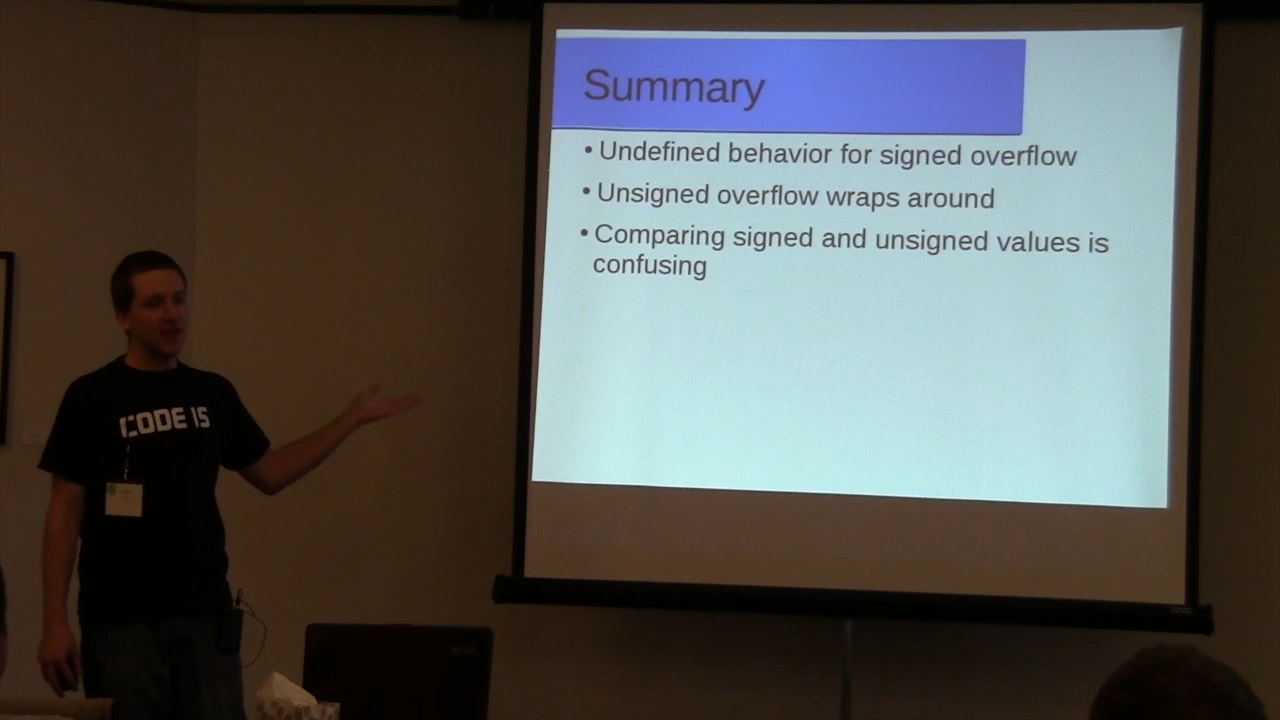 Summary
• Undefined behavior for signed overflow
• Unsigned overflow wraps around
• Comparing signed and unsigned values is
confusing
CODE IS